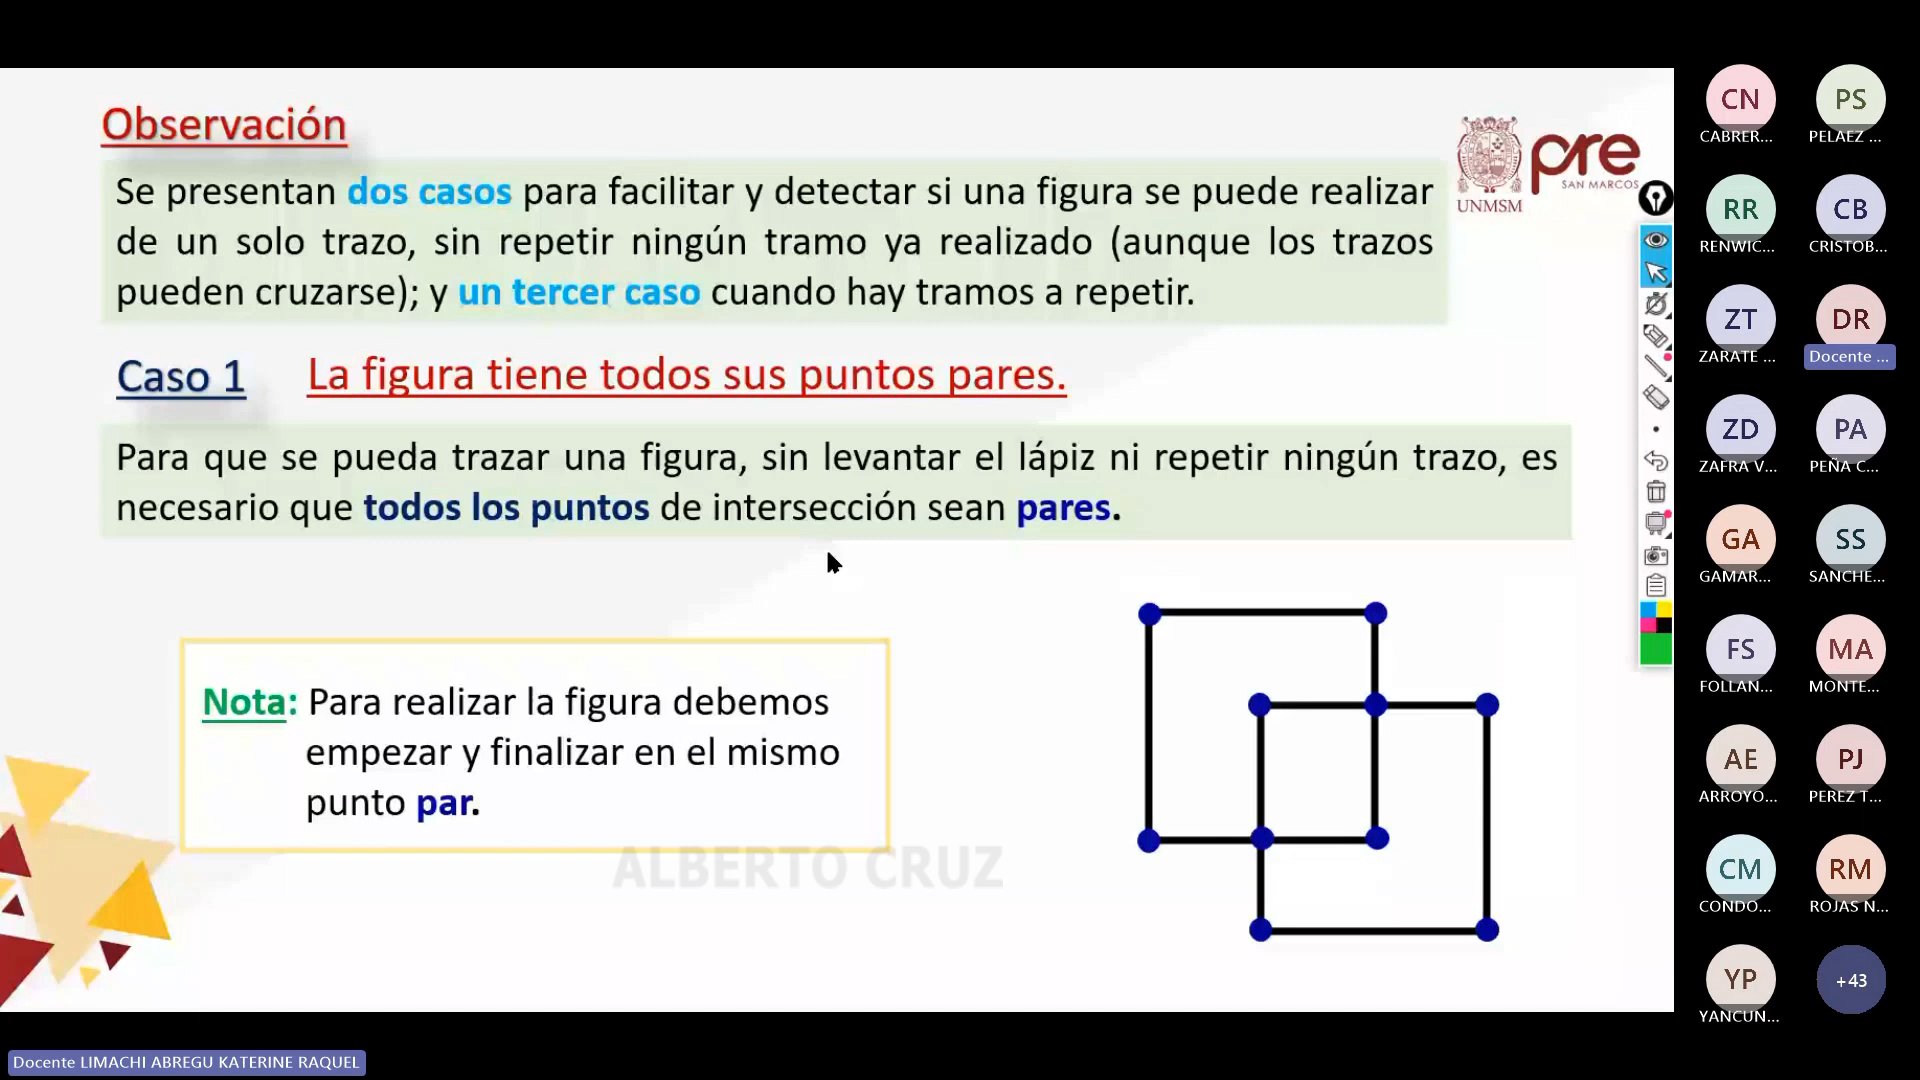 Observación
Se presentan dos casos para facilitar y detectar si una figura se puede realizar
de un solo trazo, sin repetir ningún tramo ya realizado (aunque los trazos
pueden cruzarse); y un tercer caso cuando hay tramos a repetir.
UNMSM
pre
SAN MARCOS
Caso 1 La figura tiene todos sus puntos pares.
Para que se pueda trazar una figura, sin levantar el lápiz ni repetir ningún trazo, es
necesario que todos los puntos de intersección sean pares.
Nota: Para realizar la figura debemos
empezar y finalizar en el mismo
punto par.
ALBERTO CRUZ
CN PS
CABRER... PELAEZ ...
RR CB
RENWIC... CRISTOB...
ZT DR
ZARATE ... Docente ...
ZD PA
ZAFRA V... PEÑA C...
GA SS
GAMAR... SANCHE...
FS MA
FOLLAN... MONTE...
AE PJ
ARROYO... PEREZ T...
CM RM
CONDO... ROJAS N...
YP +43
YANCUN...
Docente LIMACHI ABREGU KATERINE RAQUEL